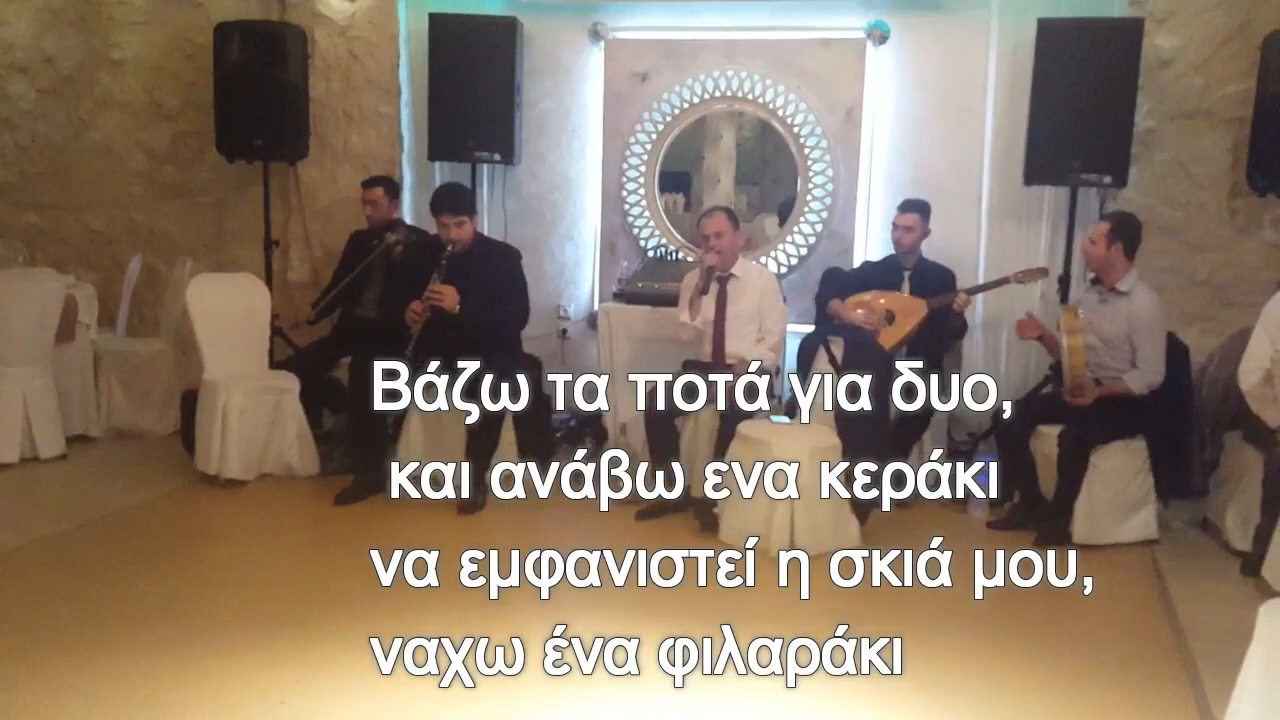 Βάζω τα ποτά για δυο,
και ανάβω ενα κεράκι
να εμφανιστεί η σκιά μου,
ναχω ένα φιλαράκι